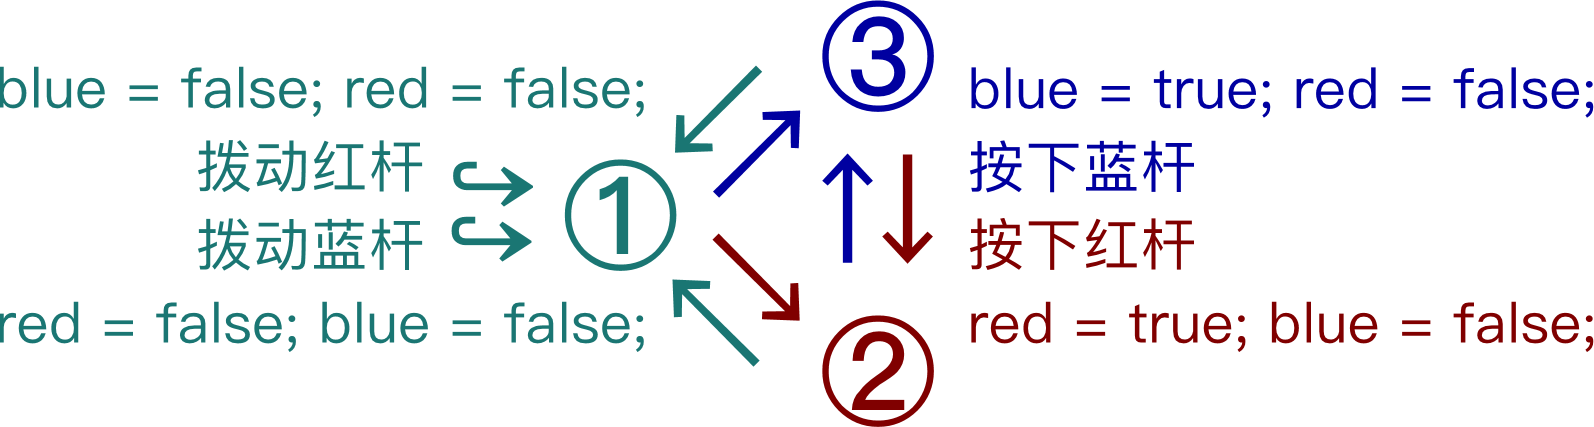 ③
blue = false; red = false;
blue = true; red = false;
拨动红杆
按下蓝杆
①
拨动蓝杆
按下红杆
red = false; blue = false;
red = true; blue = false;
②